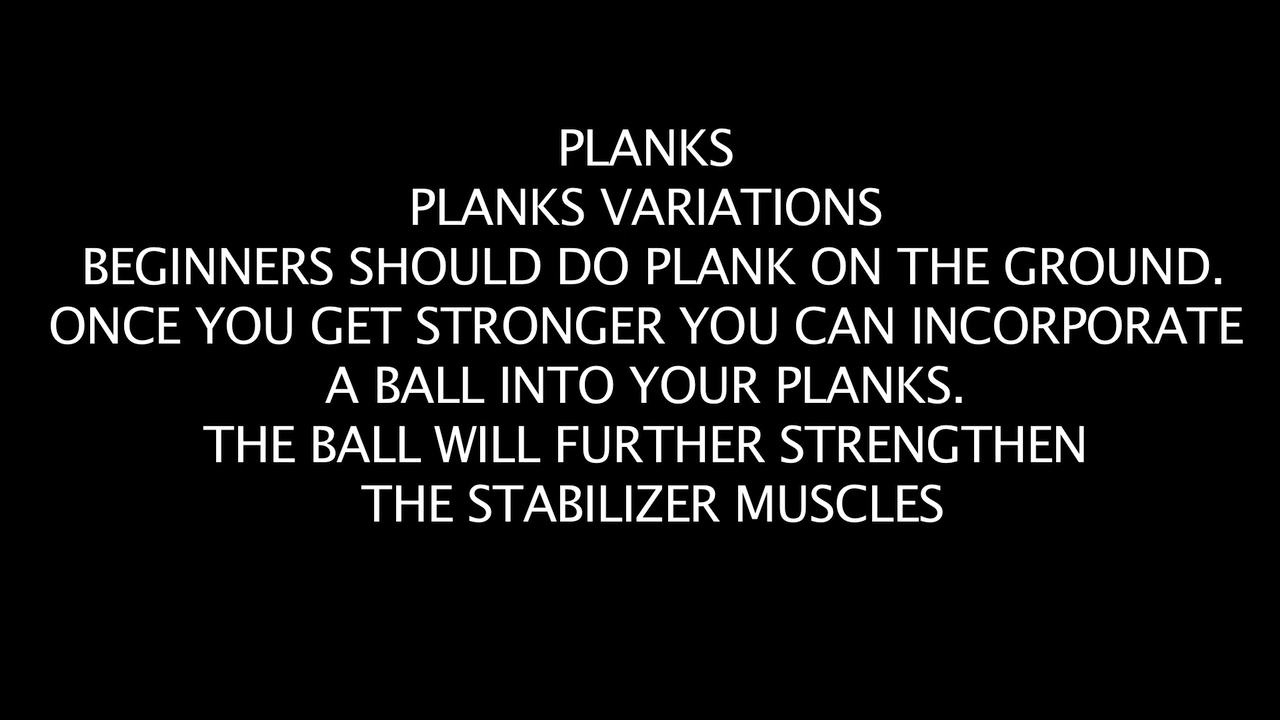 PLANKS
PLANKS VARIATIONS
BEGINNERS SHOULD DO PLANK ON THE GROUND.
ONCE YOU GET STRONGER YOU CAN INCORPORATE
A BALL INTO YOUR PLANKS.
THE BALL WILL FURTHER STRENGTHEN
THE STABILIZER MUSCLES